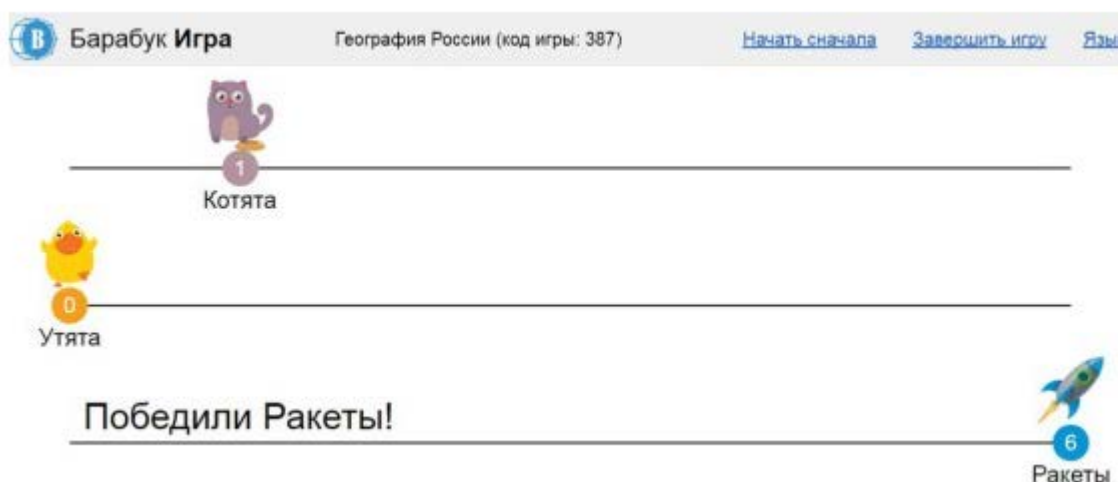 B Барабук Игра География России (код игры: 387) Начать сначала Завершить игру Язы
1
Котята
0
Утята
Победили Ракеты!
6
Ракеты